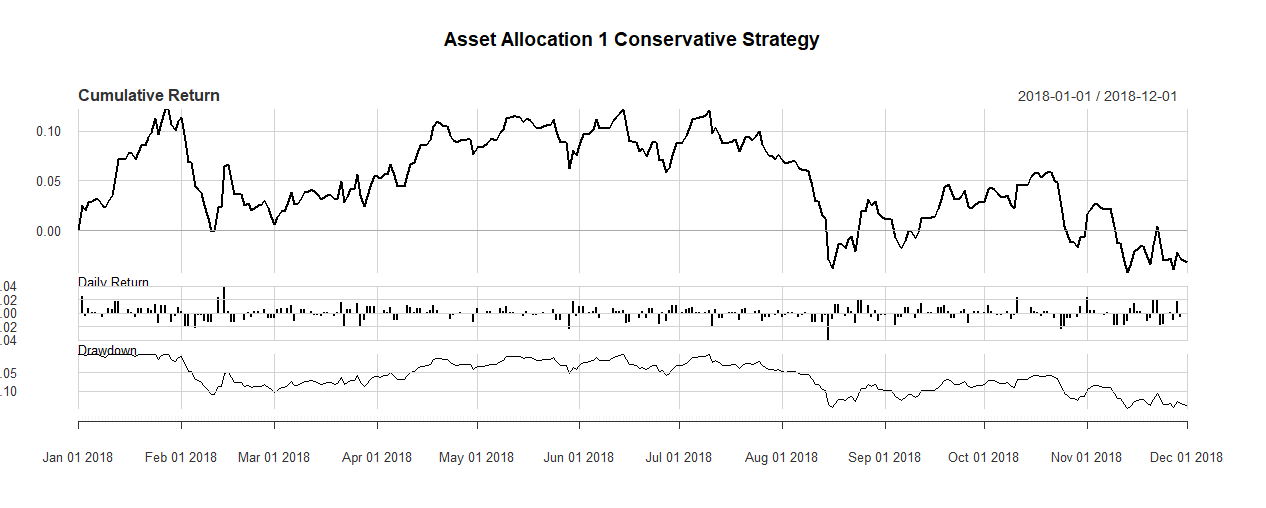 Asset Allocation 1 Conservative Strategy
Cumulative Return 2018-01-01 / 2018-12-01
0.10
0.05
0.00
Daily Return
.04
.02
.00
.02
.04
Drawdown
.05
.10
Jan 01 2018 Feb 01 2018 Mar 01 2018 Apr 01 2018 May 01 2018 Jun 01 2018 Jul 01 2018 Aug 01 2018 Sep 01 2018 Oct 01 2018 Nov 01 2018 Dec 01 2018